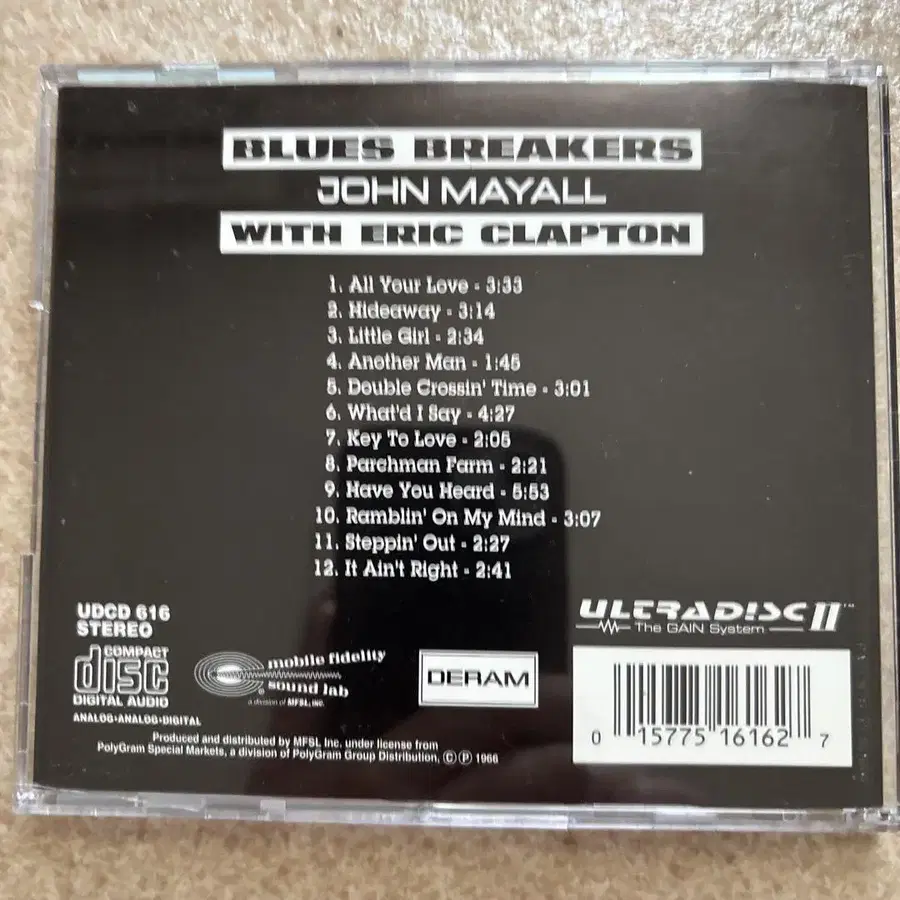 BLUES BREAKERS
JOHN MAYALL
WITH ERIC CLAPTON
1. All Your Love - 3:33
2. Hideaway - 3:14
3. Little Girl - 2:34
4. Another Man - 1:45
5. Double Crossin' Time - 3:01
6. What'd I Say - 4:27
7. Key To Love - 2:05
8. Parchman Farm - 2:21
9. Have You Heard - 5:53
10. Ramblin' On My Mind - 3:07
11. Steppin' Out - 2:27
12. It Ain't Right - 2:41
UDCD 616
STEREO
COMPACT
disc
DIGITAL AUDIO
ANALOG•ANALOG•DIGITAL
mobile fidelity
® sound lab
a division of MFSL, INC.
DERAM
ULTRADISC II™
The GAIN System
0 15775 16162 7
Produced and distributed by MFSL Inc. under license from
PolyGram Special Markets, a division of PolyGram Group Distribution, Ⓒ Ⓟ 1966